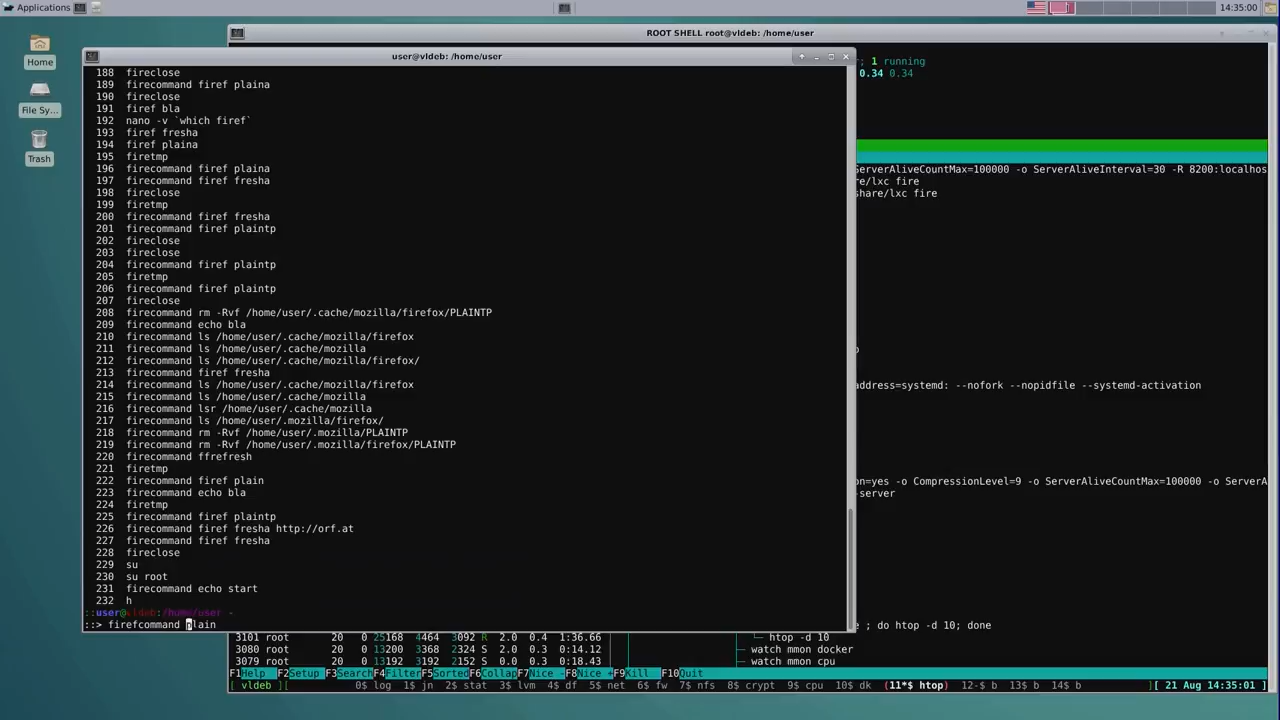 Applications
14:35:00
ROOT SHELL root@vldeb: /home/user
Home
File Sy...
Trash
user@vldeb: /home/user
188 fireclose
189 firecommand firef plaina
190 fireclose
191 firef bla
192 nano -v `which firef`
193 firef fresha
194 firef plaina
195 firetmp
196 firecommand firef plaina
197 firecommand firef fresha
198 fireclose
199 firetmp
200 firecommand firef fresha
201 firecommand firef plaintp
202 fireclose
203 fireclose
204 firecommand firef plaintp
205 firetmp
206 firecommand firef plaintp
207 fireclose
208 firecommand rm -Rvf /home/user/.cache/mozilla/firefox/PLAINTP
209 firecommand echo bla
210 firecommand ls /home/user/.cache/mozilla/firefox
211 firecommand ls /home/user/.cache/mozilla
212 firecommand ls /home/user/.cache/mozilla/firefox/
213 firecommand firef fresha
214 firecommand ls /home/user/.cache/mozilla/firefox
215 firecommand ls /home/user/.cache/mozilla
216 firecommand lsr /home/user/.cache/mozilla
217 firecommand ls /home/user/.mozilla/firefox/
218 firecommand rm -Rvf /home/user/.mozilla/PLAINTP
219 firecommand rm -Rvf /home/user/.mozilla/firefox/PLAINTP
220 firecommand ffrefresh
221 firetmp
222 firecommand firef plain
223 firecommand echo bla
224 firetmp
225 firecommand firef plaintp
226 firecommand firef fresha http://orf.at
227 firecommand firef fresha
228 fireclose
229 su
230 su root
231 firecommand echo start
232 h
::user@vldeb:/home/user -
::> firefcommand plain
; 1 running
0.34 0.34
ServerAliveCountMax=100000 -o ServerAliveInterval=30 -R 8200:localhos
re/lxc fire
share/lxc fire
address=systemd: --nofork --nopidfile --systemd-activation
on=yes -o CompressionLevel=9 -o ServerAliveCountMax=100000 -o ServerA
-server
; do htop -d 10; done
3101 root 20 0 25168 4464 3092 R 2.0 0.4 1:36.66 htop -d 10
3080 root 20 0 13200 3368 2324 S 2.0 0.3 0:14.12 watch mmon docker
3079 root 20 0 13192 3192 2152 S 0.0 0.3 0:18.43 watch mmon cpu
F1Help F2Setup F3Search F4Filter F5Sorted F6Collap F7Nice -F8Nice +F9Kill F10Quit
[ vldeb ][ 0$ log 1$ jn 2$ stat 3$ lvm 4$ df 5$ net 6$ fw 7$ nfs 8$ crypt 9$ cpu 10$ dk (11*$ htop) 12-$ b 13$ b 14$ b ][ 21 Aug 14:35:01 ]